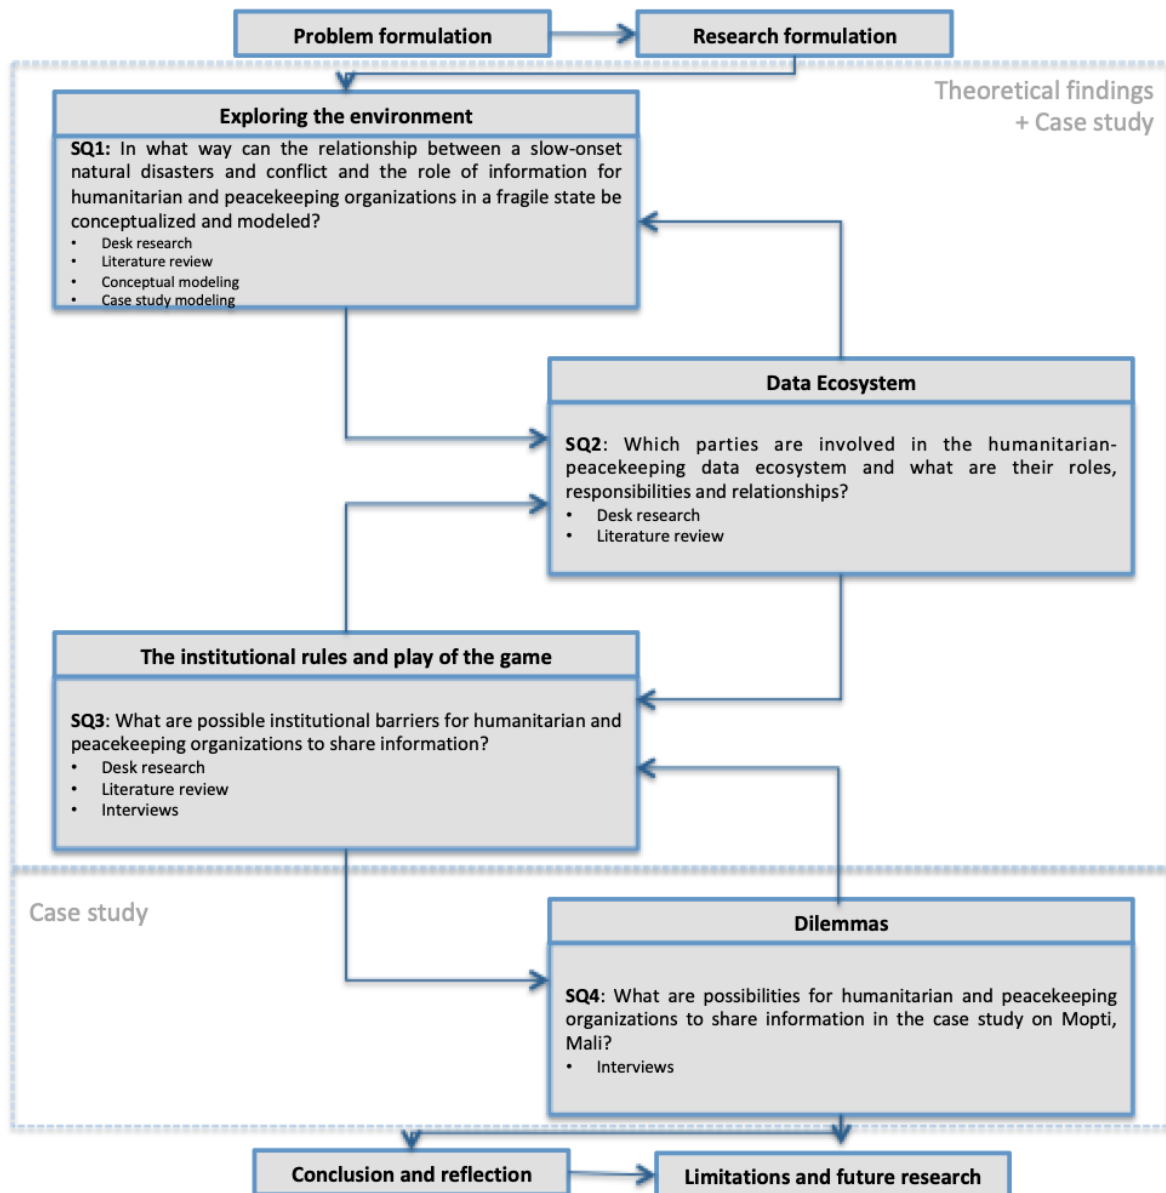 Problem formulation
Research formulation
Theoretical findings
+ Case study
Exploring the environment
SQ1: In what way can the relationship between a slow-onset
natural disasters and conflict and the role of information for
humanitarian and peacekeeping organizations in a fragile state be
conceptualized and modeled?
• Desk research
• Literature review
• Conceptual modeling
• Case study modeling
Data Ecosystem
SQ2: Which parties are involved in the humanitarian-
peacekeeping data ecosystem and what are their roles,
responsibilities and relationships?
• Desk research
• Literature review
The institutional rules and play of the game
SQ3: What are possible institutional barriers for humanitarian and
peacekeeping organizations to share information?
• Desk research
• Literature review
• Interviews
Case study
Dilemmas
SQ4: What are possibilities for humanitarian and peacekeeping
organizations to share information in the case study on Mopti,
Mali?
• Interviews
Conclusion and reflection
Limitations and future research